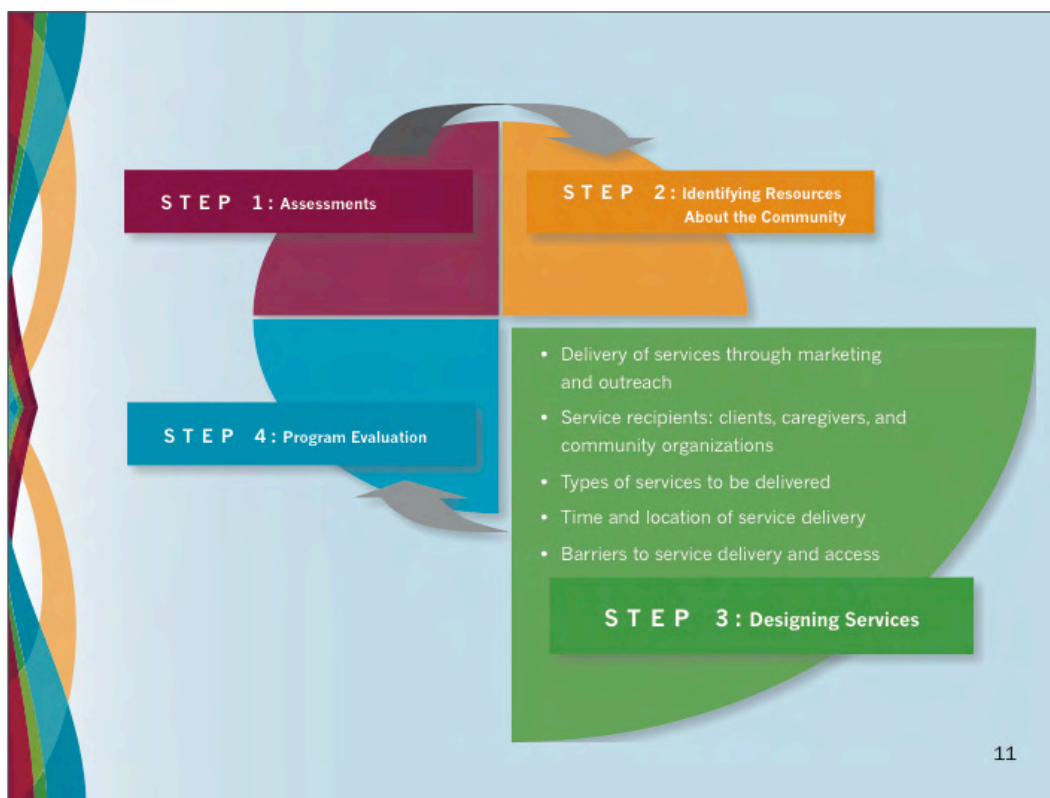 STEP 1: Assessments
STEP 2: Identifying Resources
About the Community
• Delivery of services through marketing
and outreach
• Service recipients: clients, caregivers, and
community organizations
• Types of services to be delivered
• Time and location of service delivery
• Barriers to service delivery and access
STEP 3: Designing Services
STEP 4: Program Evaluation
11